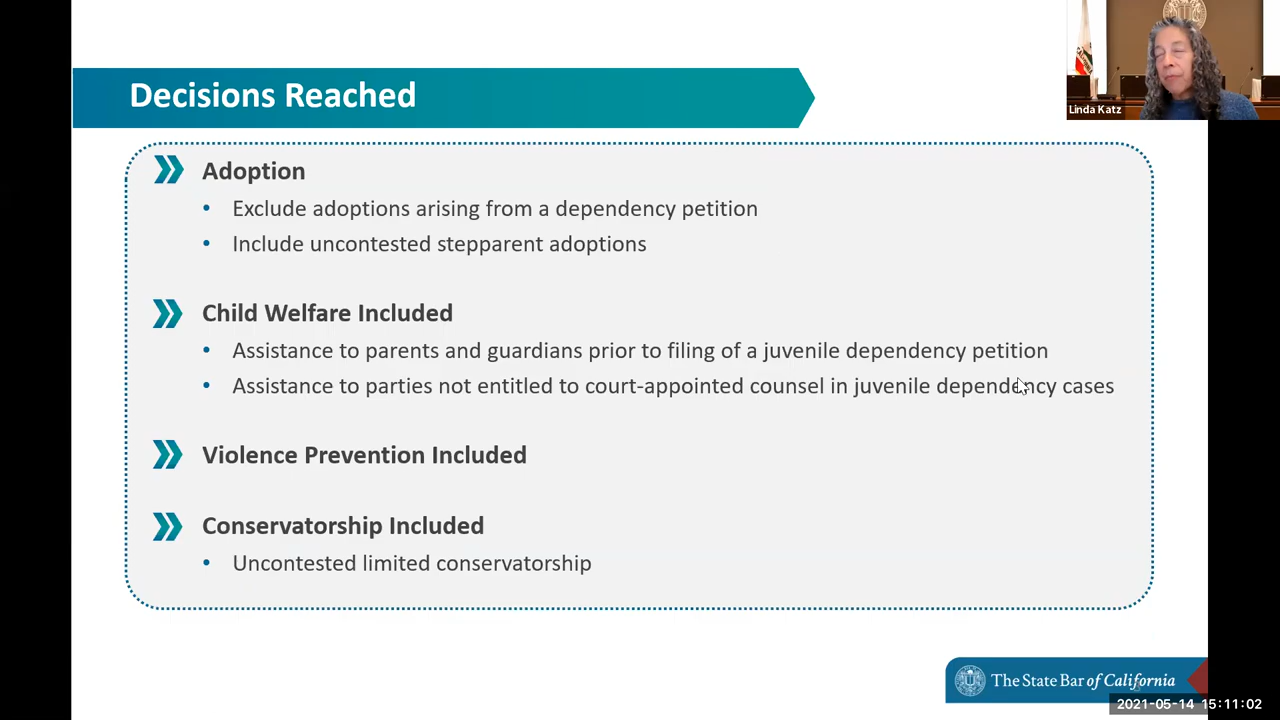 Decisions Reached
Linda Katz
Adoption
• Exclude adoptions arising from a dependency petition
• Include uncontested stepparent adoptions
Child Welfare Included
• Assistance to parents and guardians prior to filing of a juvenile dependency petition
• Assistance to parties not entitled to court-appointed counsel in juvenile dependency cases
Violence Prevention Included
Conservatorship Included
• Uncontested limited conservatorship
The State Bar of California
2021-05-14 15:11:02